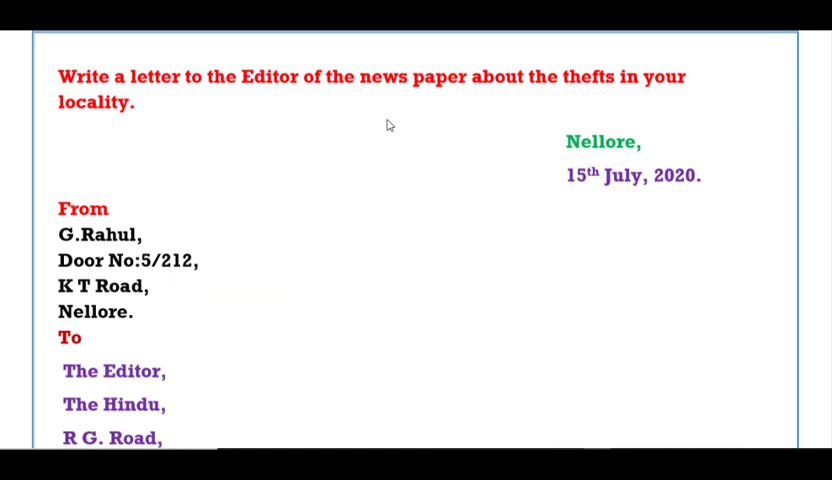 Write a letter to the Editor of the news paper about the thefts in your
locality.
Nellore,
15th July, 2020.
From
G.Rahul,
Door No:5/212,
K T Road,
Nellore.
To
The Editor,
The Hindu,
R G. Road,